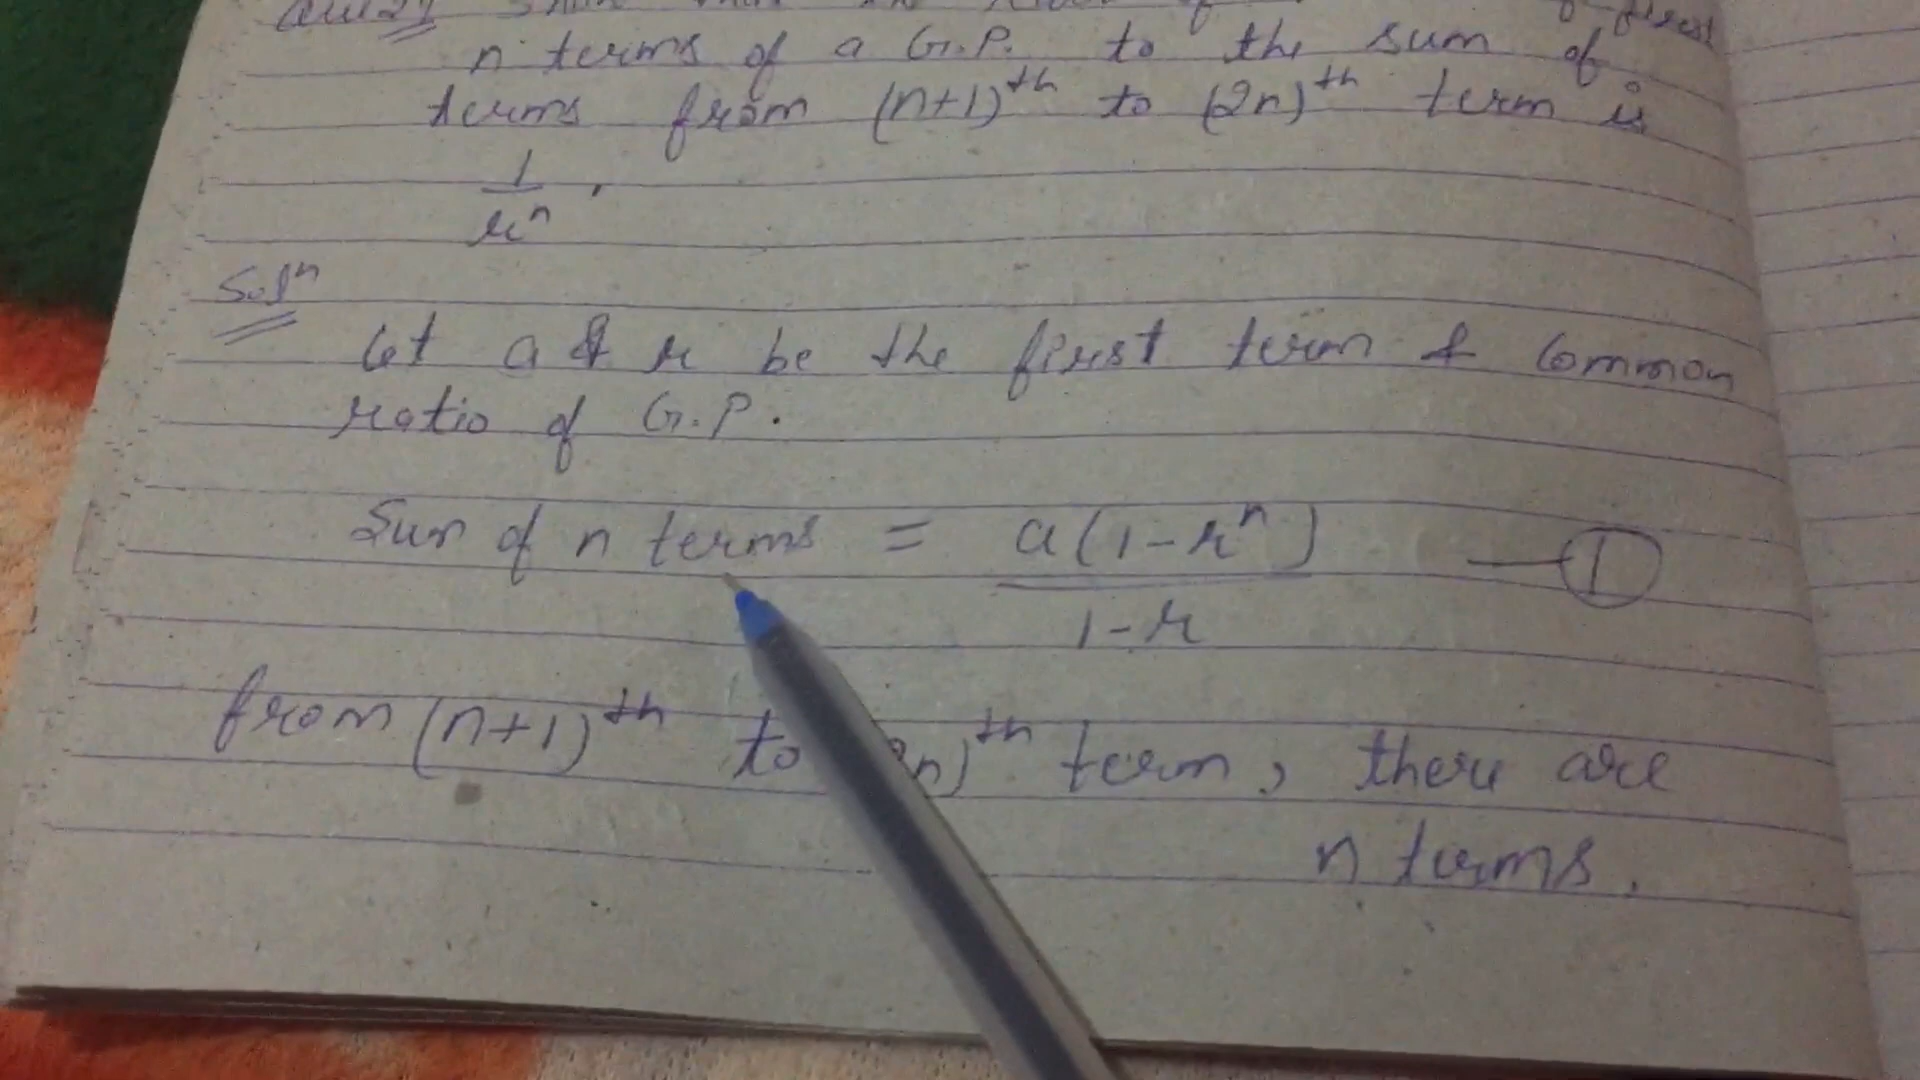 n terms of a G.P. to the sum of
terms from (n+1)^th to (2n)^th term is
1/r^n .
Sol^n
Let a & r be the first term & Common
ratio of G.P.
Sum of n terms = a(1-r^n)/1-r —①
from (n+1)^th to 2n)^th term, there are
n terms.